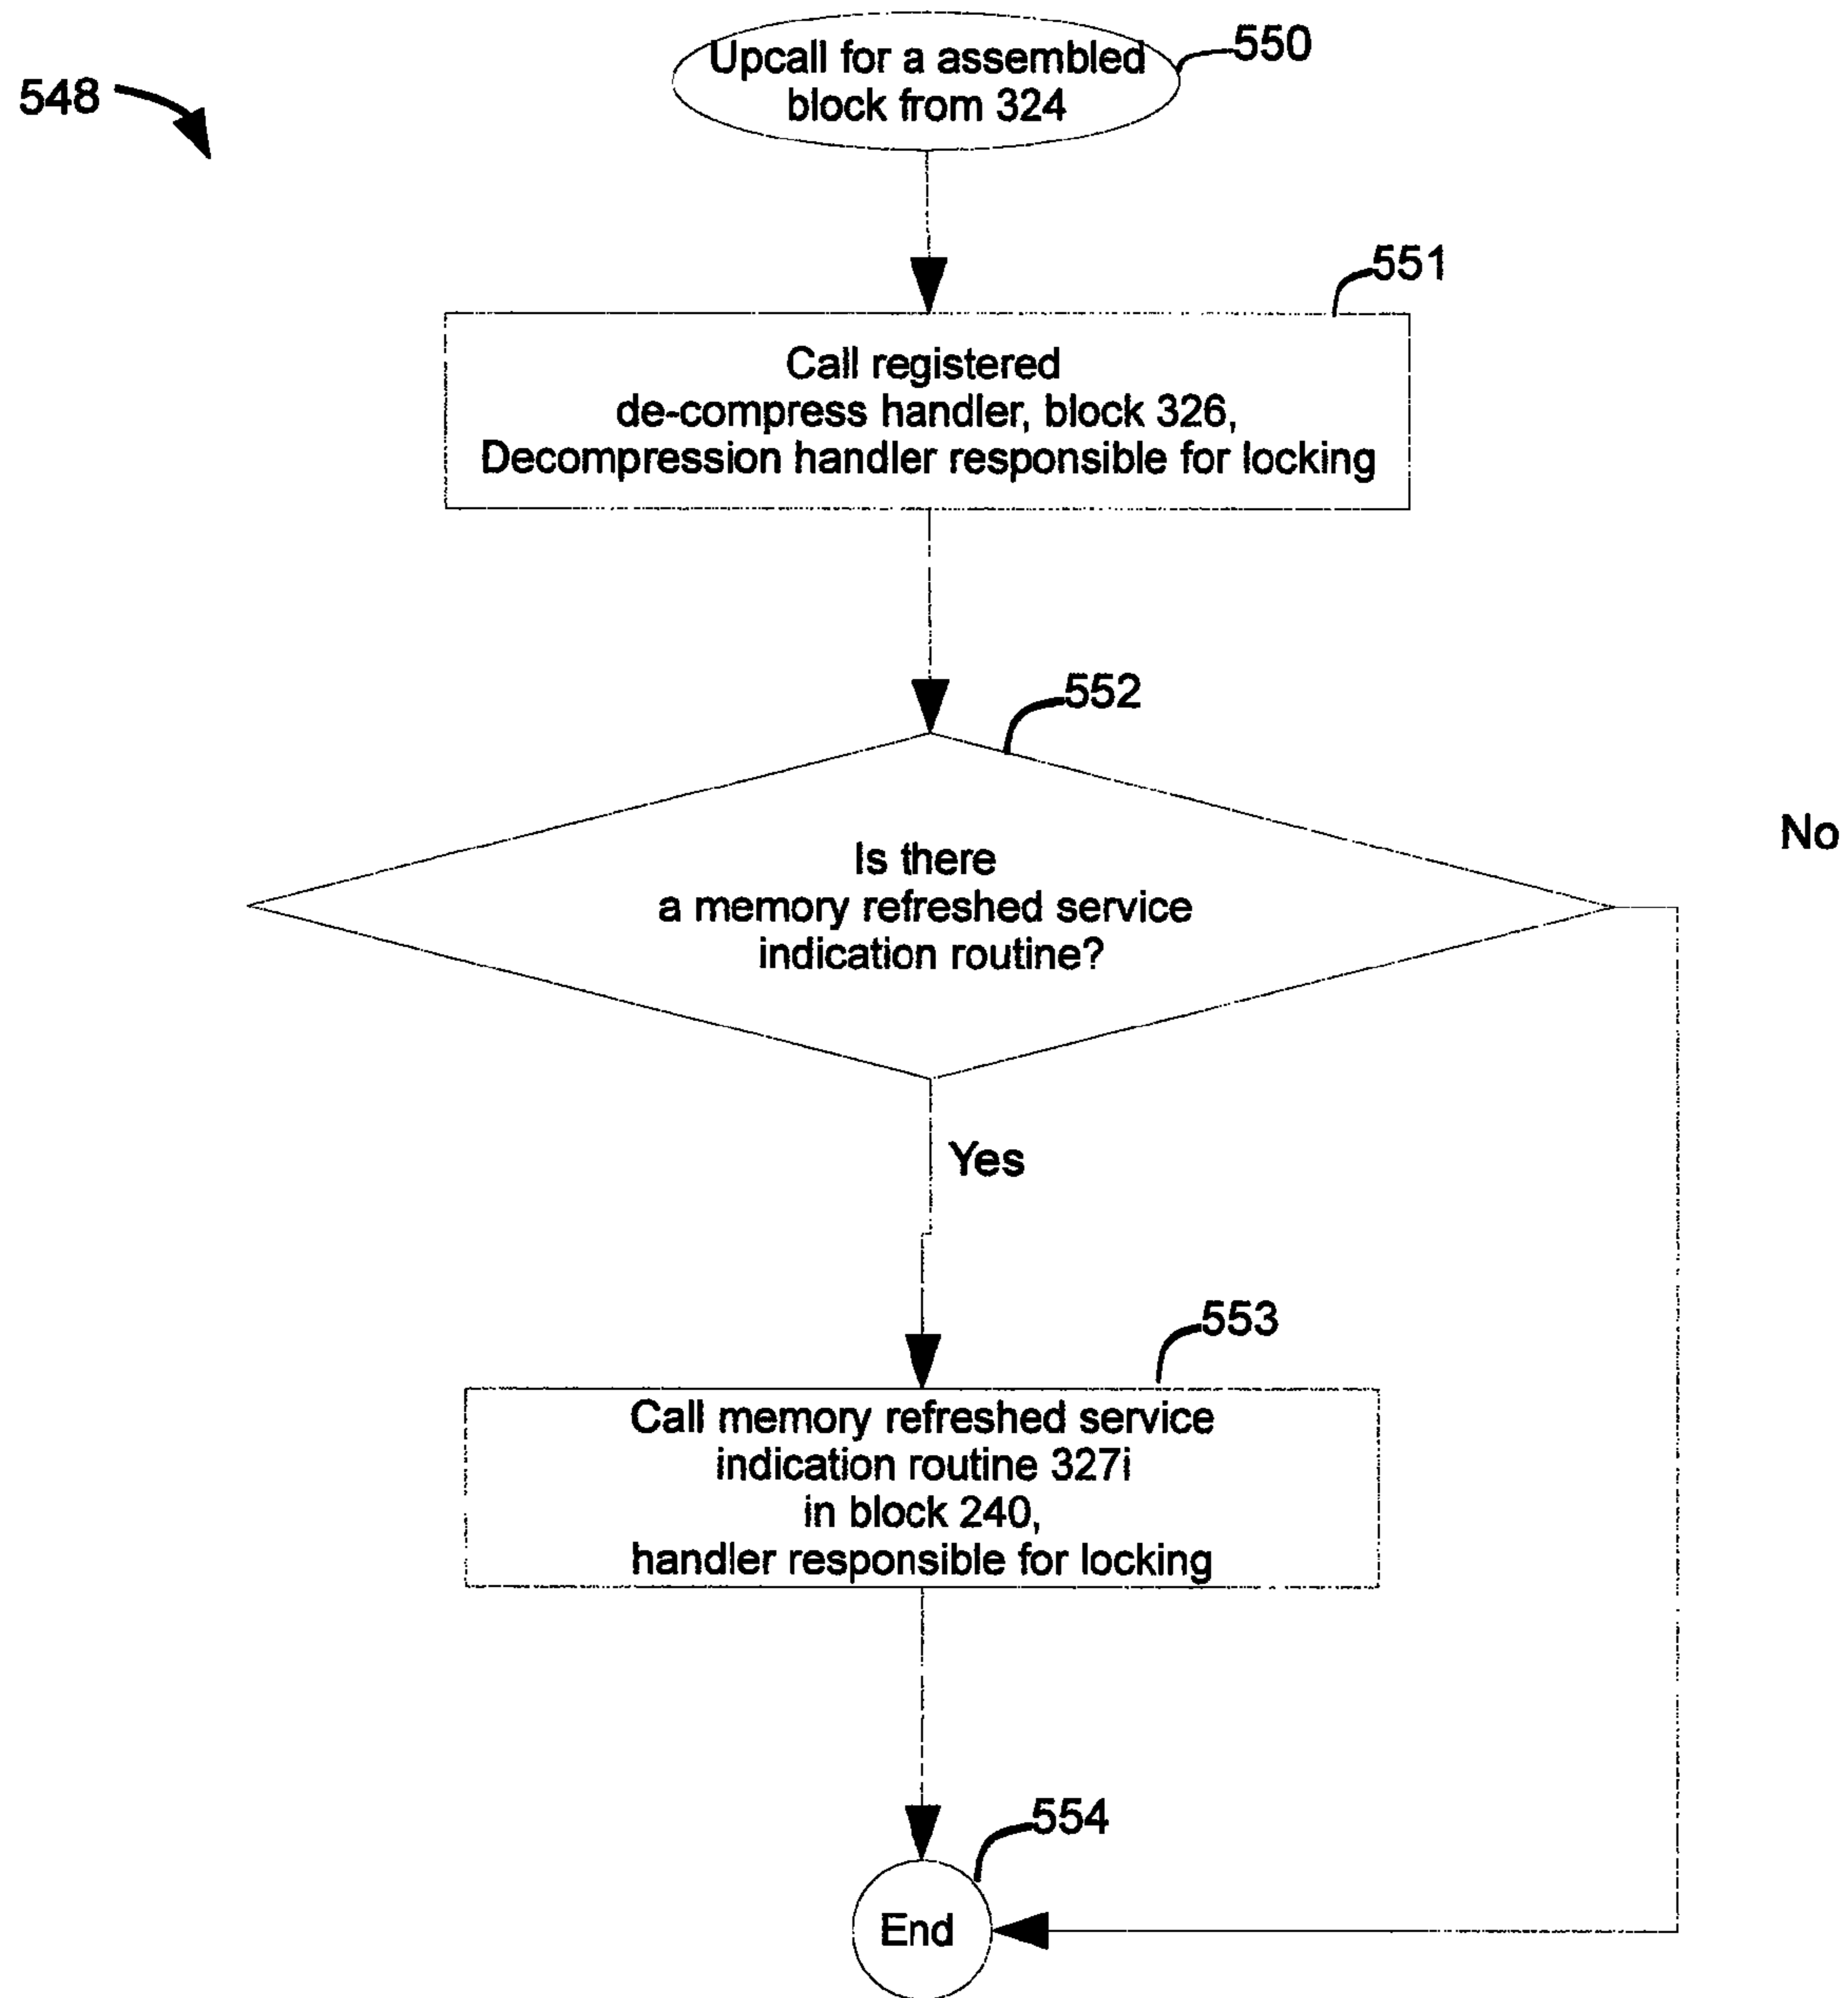 Upcall for a assembled
block from 324
550
548
551
Call registered
de-compress handler, block 326,
Decompression handler responsible for locking
552
No
Is there
a memory refreshed service
indication routine?
Yes
553
Call memory refreshed service
indication routine 327i
in block 240,
handler responsible for locking
554
End